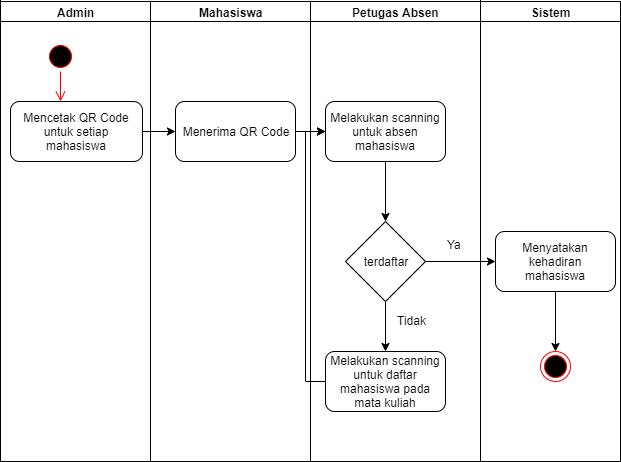 Admin
Mahasiswa
Petugas Absen
Sistem
Mencetak QR Code
untuk setiap
mahasiswa
Menerima QR Code
Melakukan scanning
untuk absen
mahasiswa
terdaftar
Ya
Menyatakan
kehadiran
mahasiswa
Tidak
Melakukan scanning
untuk daftar
mahasiswa pada
mata kuliah